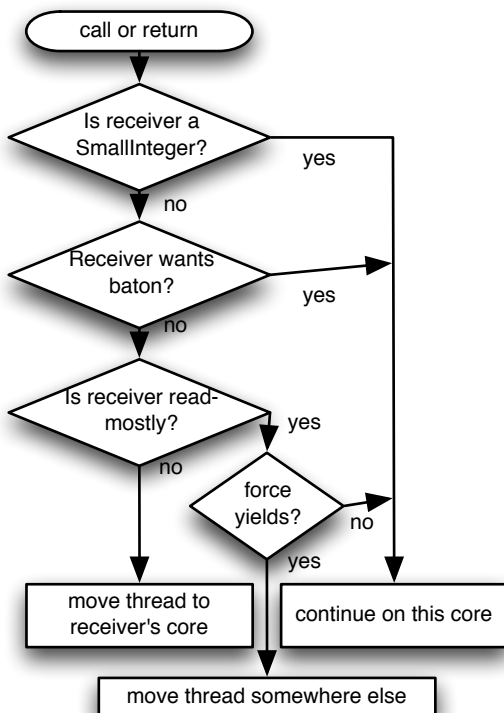 call or return
Is receiver a
SmallInteger?
yes
no
Receiver wants
baton?
yes
no
Is receiver read-
mostly?
yes
no
force
yields?
no
yes
move thread to
receiver's core
continue on this core
move thread somewhere else